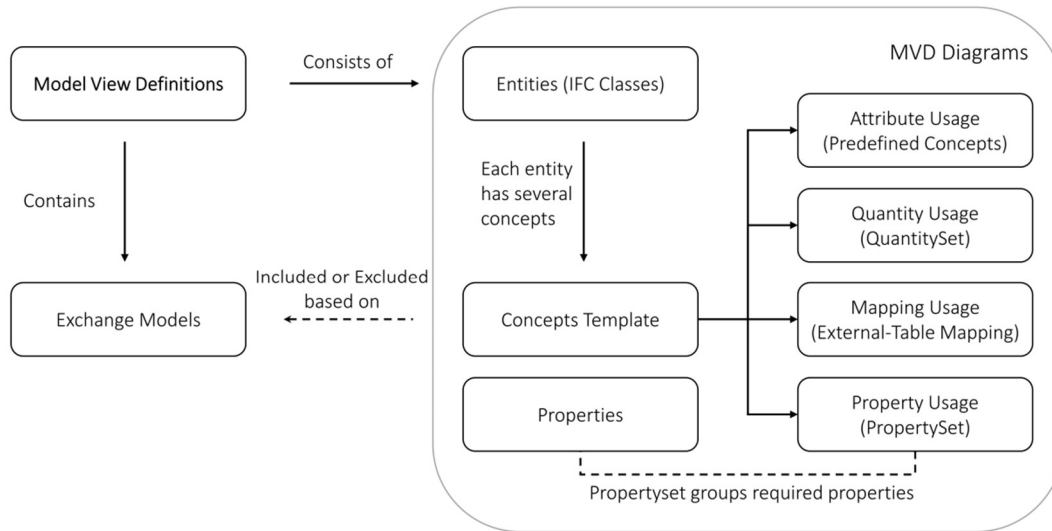 MVD Diagrams
Model View Definitions
Consists of
Entities (IFC Classes)
Attribute Usage
(Predefined Concepts)
Each entity
has several
concepts
Contains
Quantity Usage
(QuantitySet)
Included or Excluded
based on
Exchange Models
Concepts Template
Mapping Usage
(External-Table Mapping)
Properties
Property Usage
(PropertySet)
Propertyset groups required properties